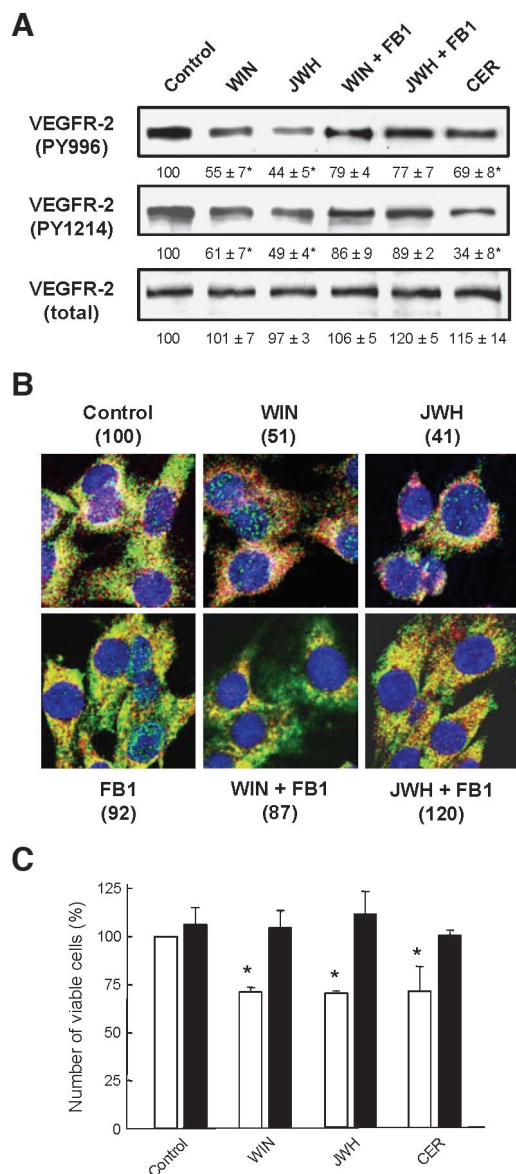 A
Control WIN JWH WIN + FB1 JWH + FB1 CER
VEGFR-2
(PY996)
100 55 ± 7* 44 ± 5* 79 ± 4 77 ± 7 69 ± 8*
VEGFR-2
(PY1214)
100 61 ± 7* 49 ± 4* 86 ± 9 89 ± 2 34 ± 8*
VEGFR-2
(total)
100 101 ± 7 97 ± 3 106 ± 5 120 ± 5 115 ± 14
B
Control WIN JWH
(100) (51) (41)
FB1 WIN + FB1 JWH + FB1
(92) (87) (120)
C
Number of viable cells (%)
125
100
75
50
25
0
* * *
Control WIN JWH CER